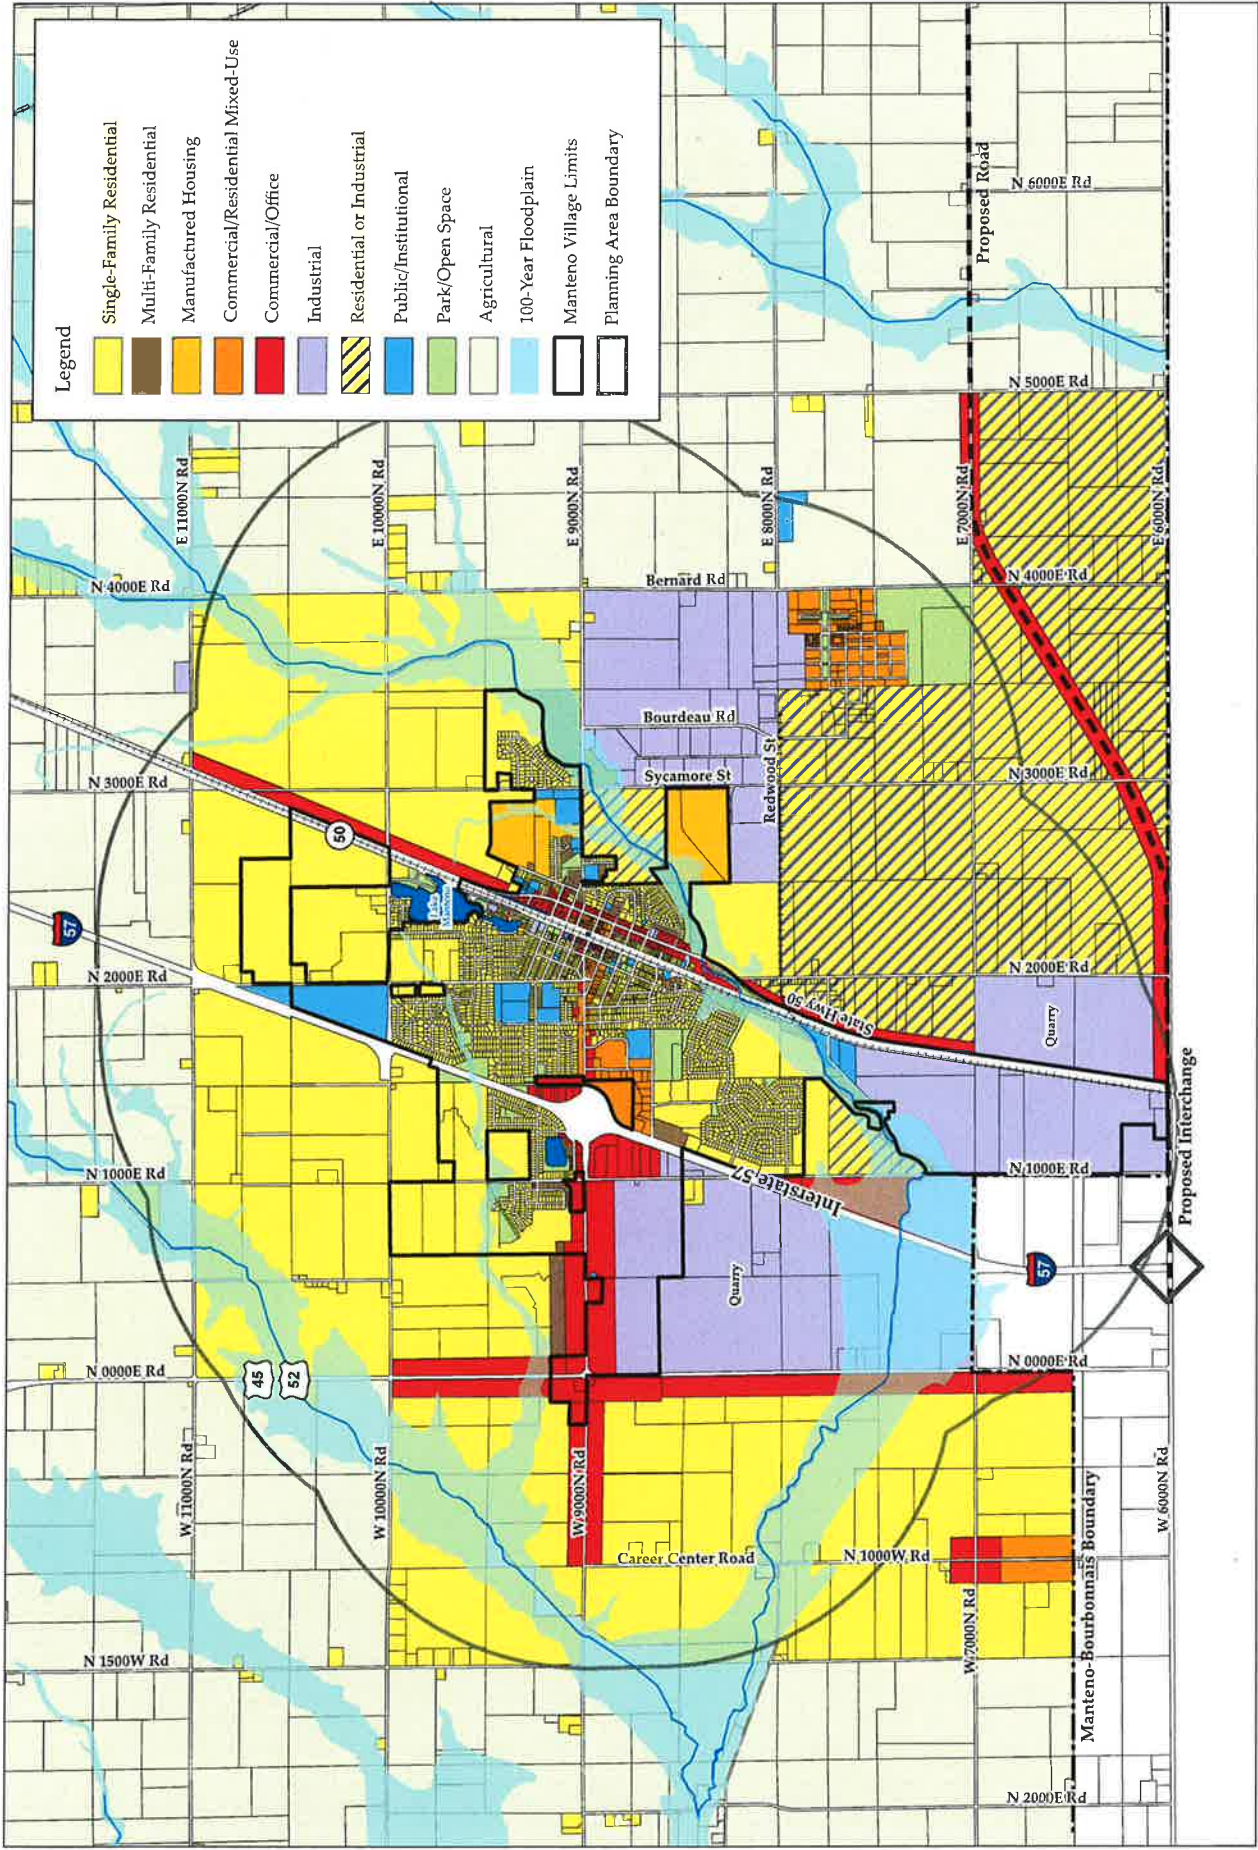 Legend
Single-Family Residential
Multi-Family Residential
Manufactured Housing
Commercial/Residential Mixed-Use
Commercial/Office
Industrial
Residential or Industrial
Public/Institutional
Park/Open Space
Agricultural
100-Year Floodplain
Manteno Village Limits
Planning Area Boundary
N 1500W Rd
N 0000E Rd
N 1000E Rd
N 2000E Rd
N 3000E Rd
N 4000E Rd
57
W 11000N Rd
E 11000N Rd
45
52
50
W 10000N Rd
E 10000N Rd
Lake
Manteno
W 9000N Rd
E 9000N Rd
Career Center Road
Sycamore St
Bourdeau Rd
Bernard Rd
Quarry
Interstate 57
Redwood St
E 8000N Rd
State Hwy 50
N 1000W Rd
W 7000N Rd
E 7000N Rd
Proposed Road
N 2000E Rd
N 0000E Rd
N 1000E Rd
N 2000E Rd
N 3000E Rd
N 4000E Rd
N 5000E Rd
N 6000E Rd
57
Quarry
Manteno-Bourbonnais Boundary
W 6000N Rd
E 6000N Rd
Proposed Interchange